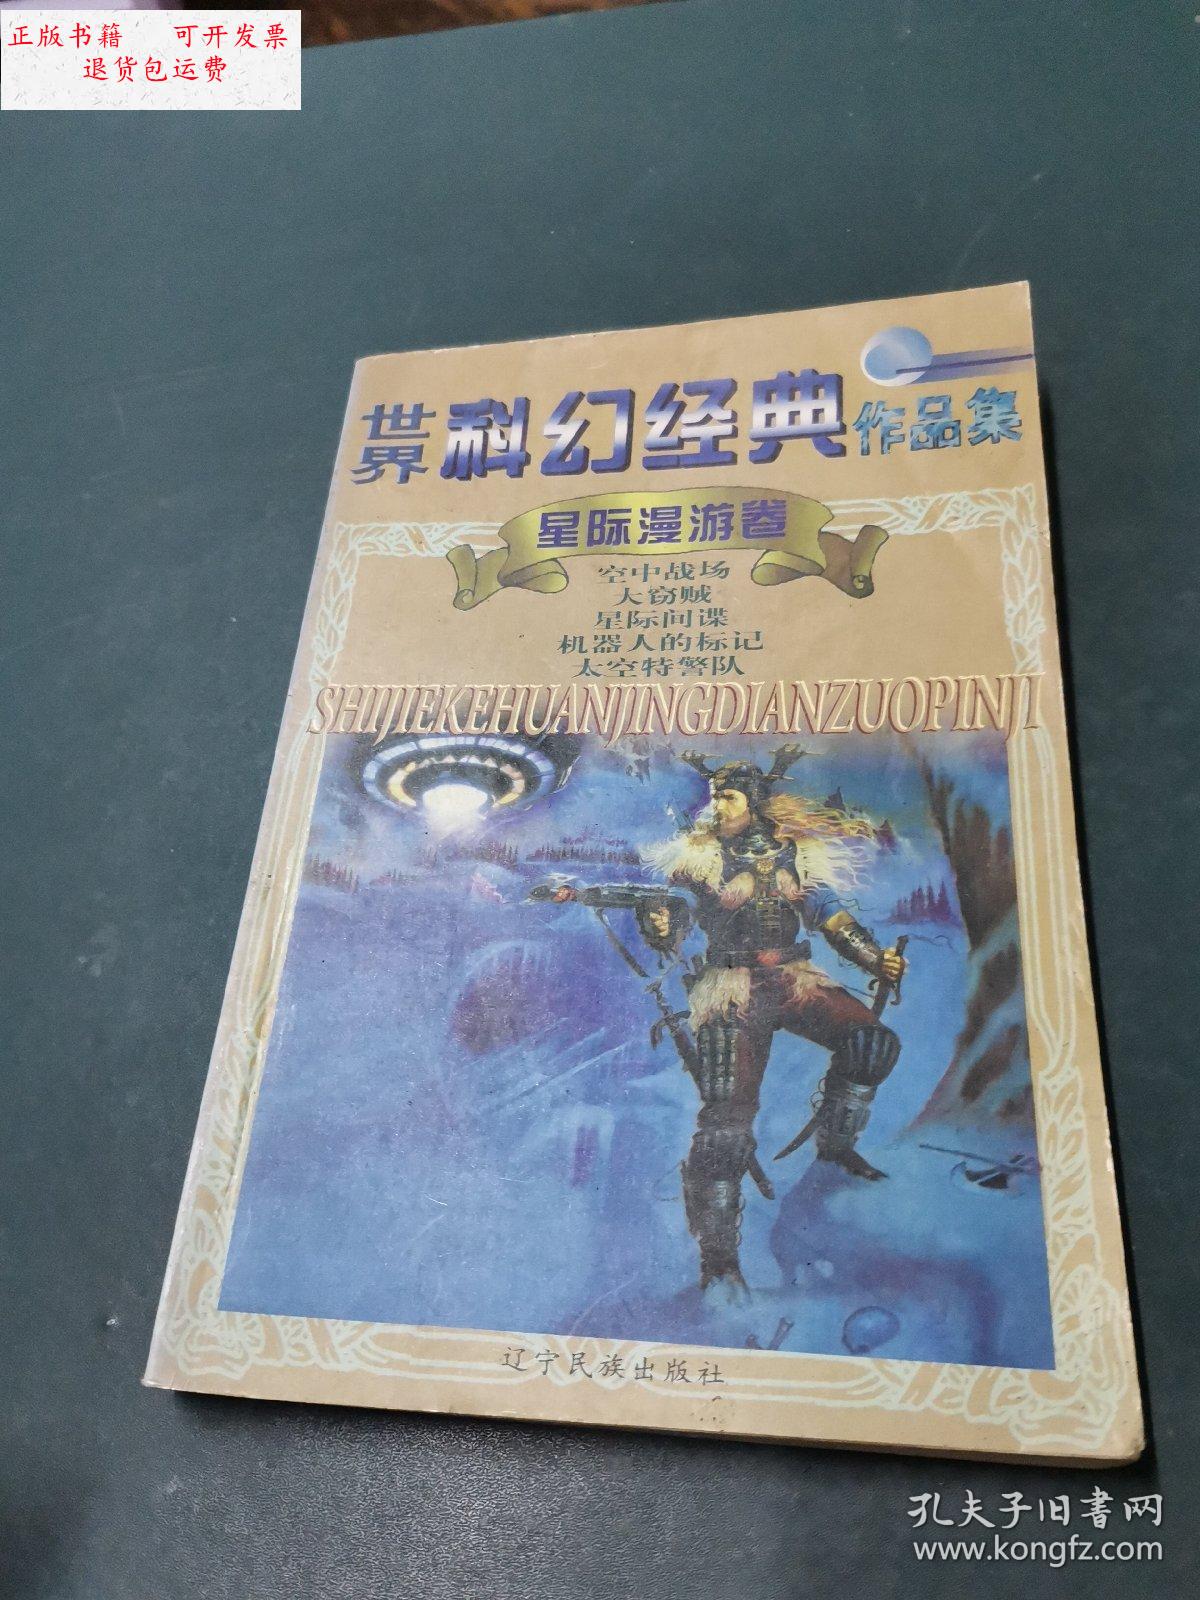 正版书籍 可开发票
退货包运费
世界 科幻经典 作品集
星际漫游卷
空中战场
大窃贼
星际间谍
机器人的标记
太空特警队
SHIJIEKEHUANJINGDIANZUOPINJI
辽宁民族出版社
孔夫子旧书网
www.kongfz.com